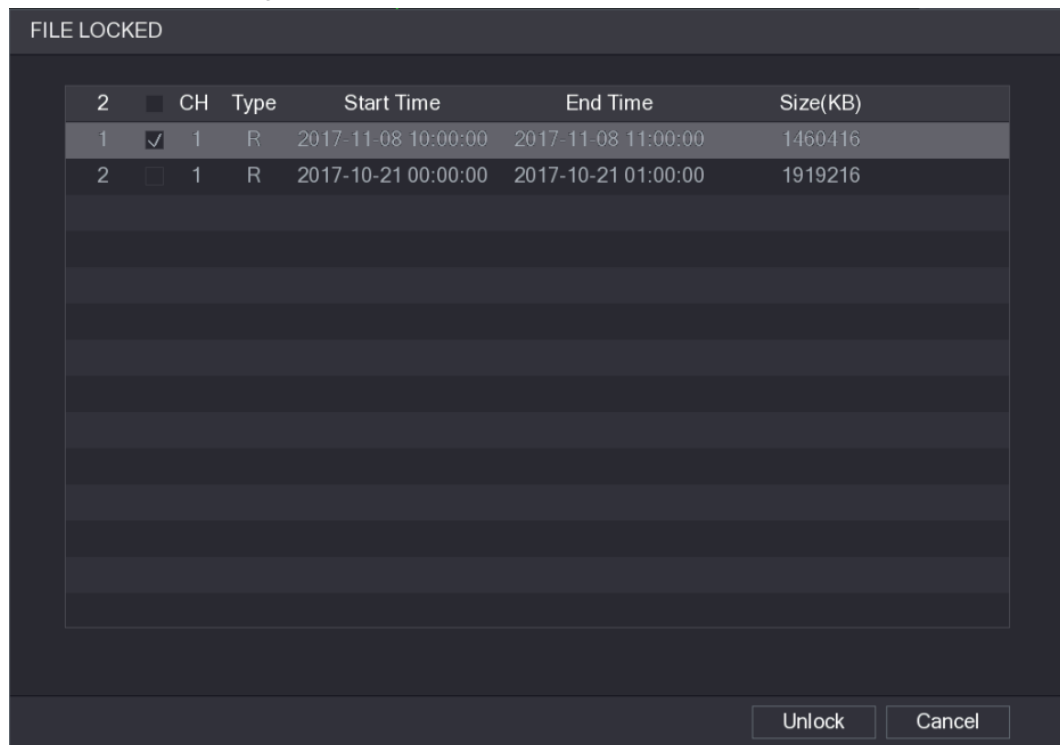 FILE LOCKED
2 CH Type Start Time End Time Size(KB)
1 1 R 2017-11-08 10:00:00 2017-11-08 11:00:00 1460416
2 1 R 2017-10-21 00:00:00 2017-10-21 01:00:00 1919216
Unlock Cancel